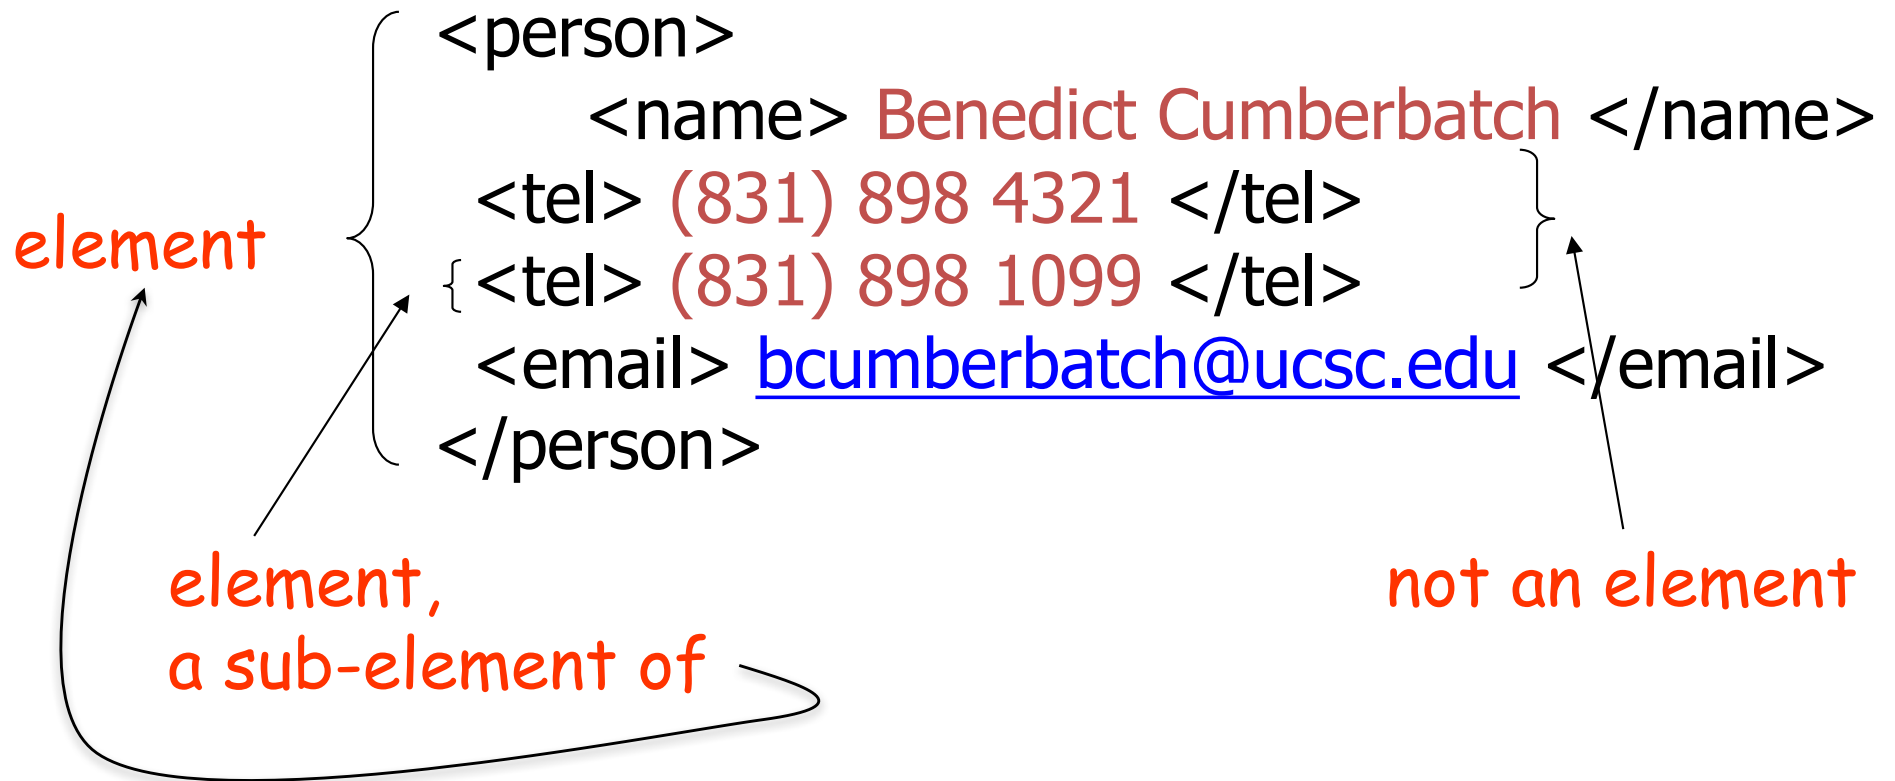 <person>
<name> Benedict Cumberbatch </name>
<tel> (831) 898 4321 </tel>
<tel> (831) 898 1099 </tel>
<email> bcumberbatch@ucsc.edu </email>
</person>
element
element,
a sub-element of
not an element